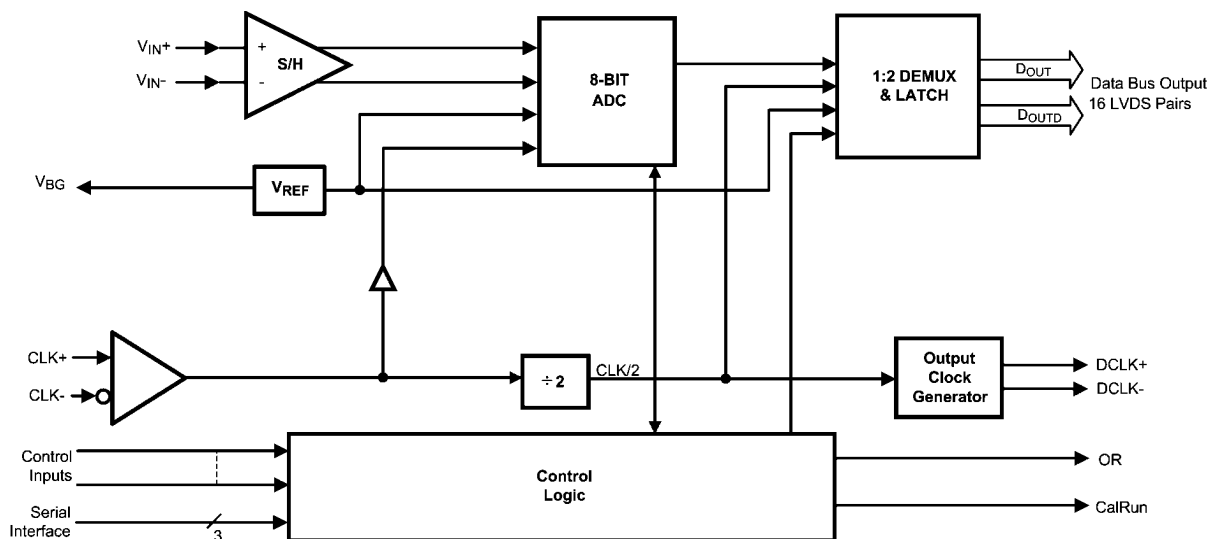 VIN+
VIN-
+
-
S/H
8-BIT
ADC
1:2 DEMUX
& LATCH
DOUT
DOUTD
Data Bus Output
16 LVDS Pairs
VBG
VREF
CLK+
CLK-
÷ 2
CLK/2
Output
Clock
Generator
DCLK+
DCLK-
Control
Inputs
Serial
Interface
3
Control
Logic
OR
CalRun